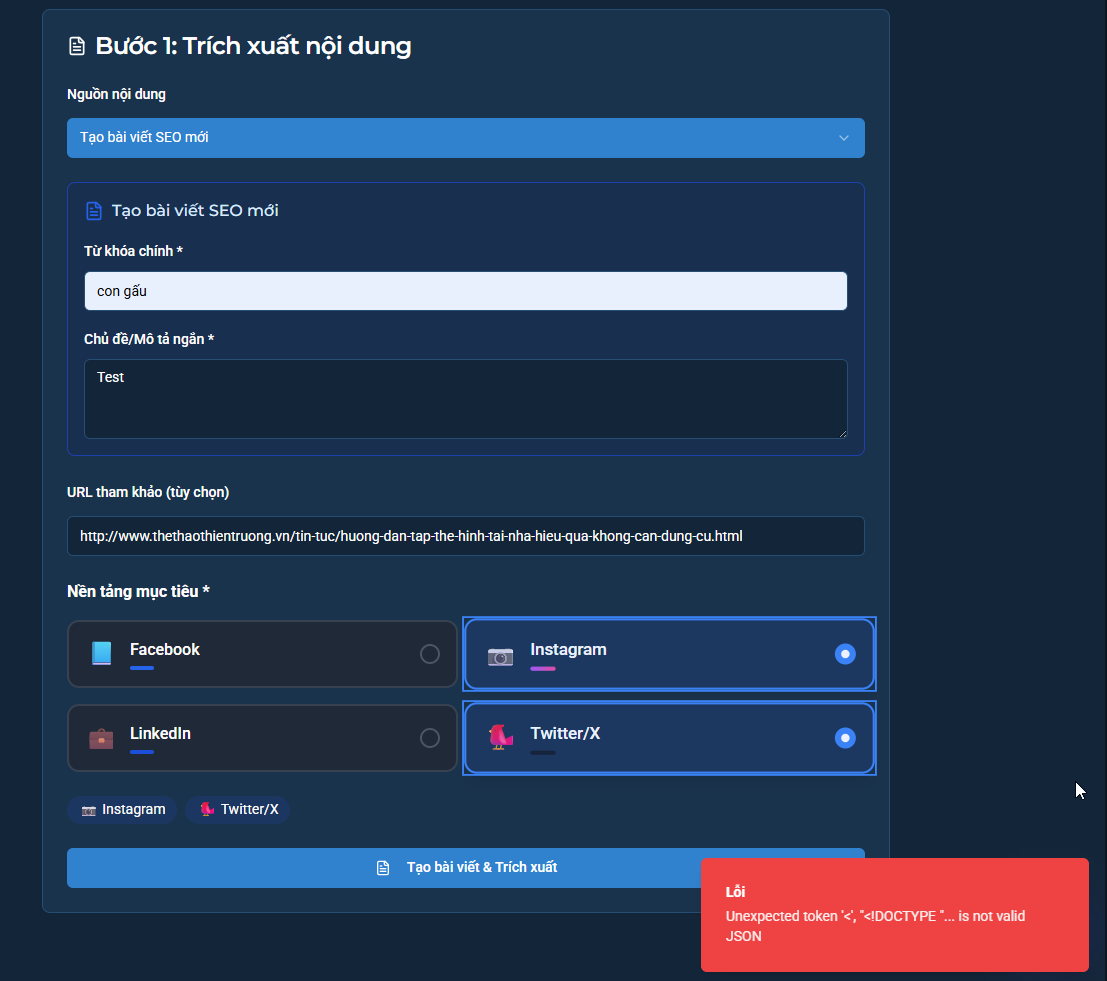 Bước 1: Trích xuất nội dung
Nguồn nội dung
Tạo bài viết SEO mới
Tạo bài viết SEO mới
Từ khóa chính *
con gấu
Chủ đề/Mô tả ngắn *
Test
URL tham khảo (tùy chọn)
http://www.thethaothientruong.vn/tin-tuc/huong-dan-tap-the-hinh-tai-nha-hieu-qua-khong-can-dung-cu.html
Nền tảng mục tiêu *
Facebook
Instagram
LinkedIn
Twitter/X
Instagram
Twitter/X
Tạo bài viết & Trích xuất
Lỗi
Unexpected token '<', "<!DOCTYPE "... is not valid
JSON